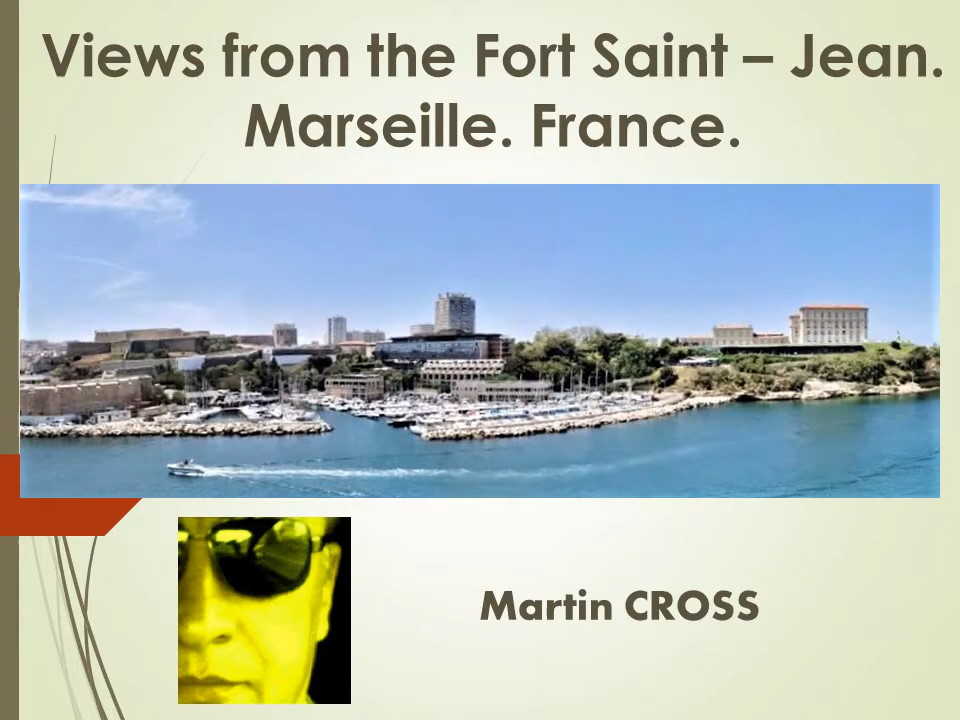 Views from the Fort Saint – Jean.
Marseille. France.
Martin CROSS